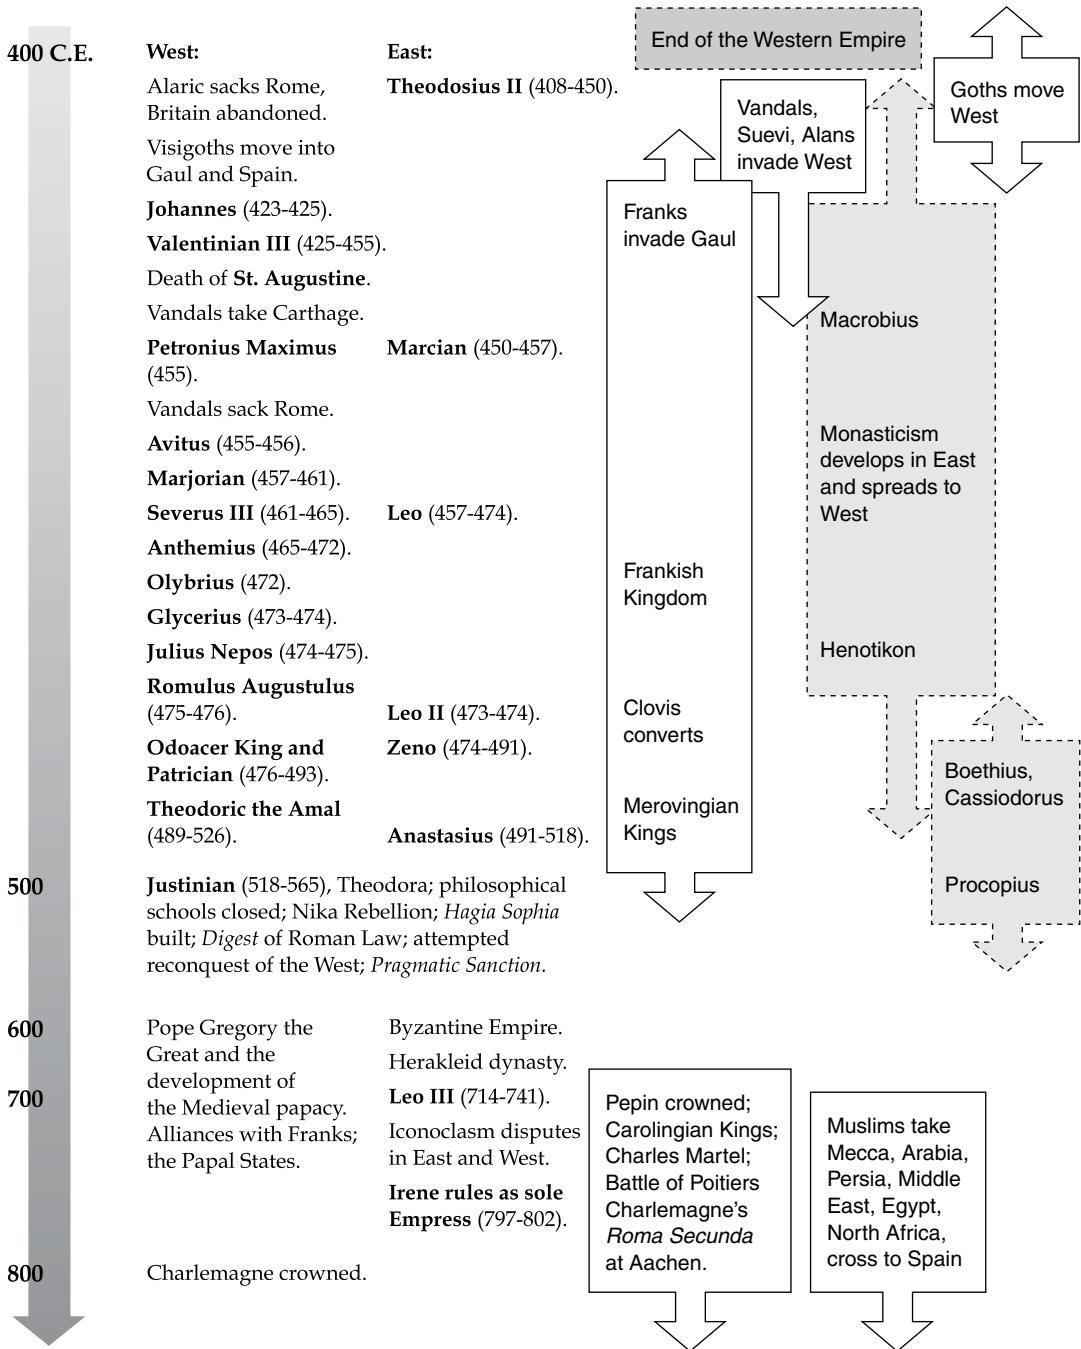 400 C.E.
West:
East:
Alaric sacks Rome,
Britain abandoned.
Theodosius II (408-450).
Visigoths move into
Gaul and Spain.
Johannes (423-425).
Valentinian III (425-455).
Death of St. Augustine.
Vandals take Carthage.
Petronius Maximus
(455).
Marcian (450-457).
Vandals sack Rome.
Avitus (455-456).
Marjorian (457-461).
Severus III (461-465).
Leo (457-474).
Anthemius (465-472).
Olybrius (472).
Glycerius (473-474).
Julius Nepos (474-475).
Romulus Augustulus
(475-476).
Leo II (473-474).
Odoacer King and
Patrician (476-493).
Zeno (474-491).
Theodoric the Amal
(489-526).
Anastasius (491-518).
500
Justinian (518-565), Theodora; philosophical
schools closed; Nika Rebellion; Hagia Sophia
built; Digest of Roman Law; attempted
reconquest of the West; Pragmatic Sanction.
600
Pope Gregory the
Great and the
development of
the Medieval papacy.
Alliances with Franks;
the Papal States.
Byzantine Empire.
Herakleid dynasty.
700
Leo III (714-741).
Iconoclasm disputes
in East and West.
Irene rules as sole
Empress (797-802).
800
Charlemagne crowned.
End of the Western Empire
Goths move
West
Vandals,
Suevi, Alans
invade West
Franks
invade Gaul
Frankish
Kingdom
Clovis
converts
Merovingian
Kings
Macrobius
Monasticism
develops in East
and spreads to
West
Henotikon
Boethius,
Cassiodorus
Procopius
Pepin crowned;
Carolingian Kings;
Charles Martel;
Battle of Poitiers
Charlemagne's
Roma Secunda
at Aachen.
Muslims take
Mecca, Arabia,
Persia, Middle
East, Egypt,
North Africa,
cross to Spain